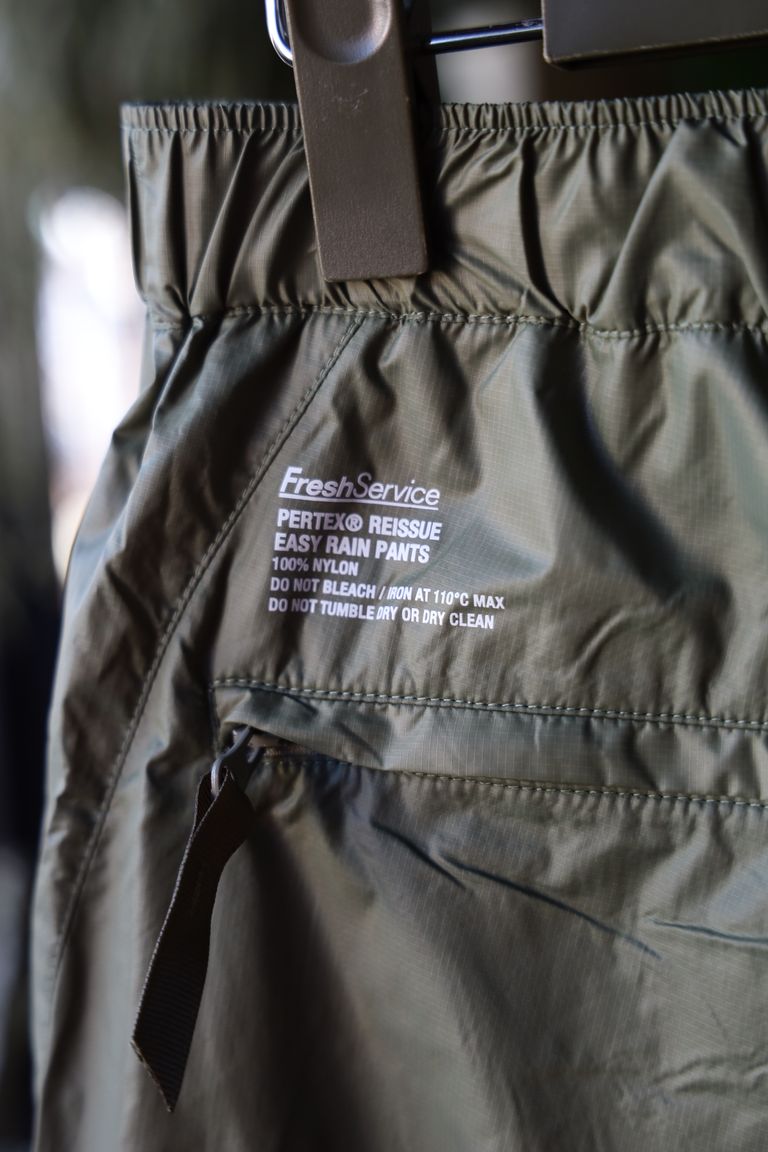 FreshService
PERTEX® REISSUE
EASY RAIN PANTS
100% NYLON
DO NOT BLEACH / IRON AT 110°C MAX
DO NOT TUMBLE DRY OR DRY CLEAN